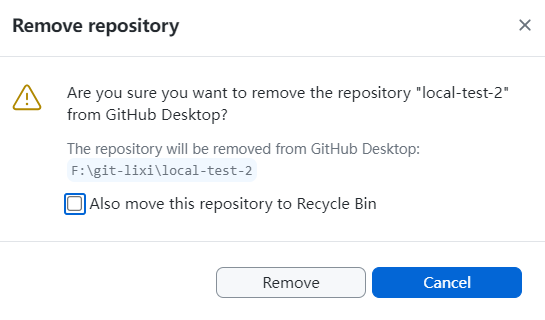 Remove repository
Are you sure you want to remove the repository "local-test-2"
from GitHub Desktop?
The repository will be removed from GitHub Desktop:
F:\git-lixi\local-test-2
Also move this repository to Recycle Bin
Remove
Cancel